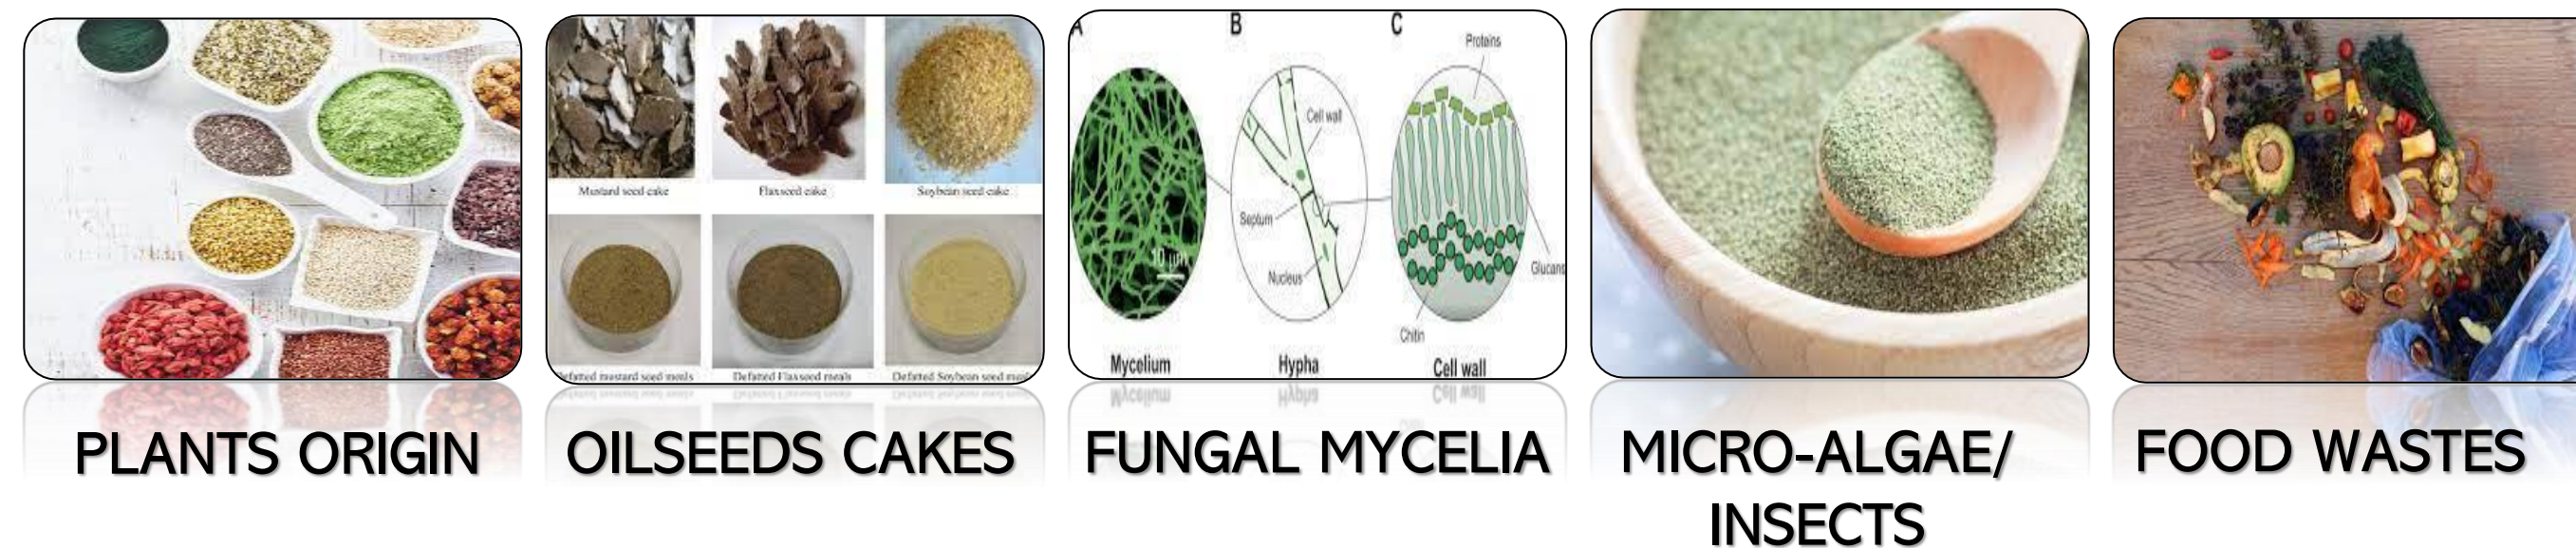 Mustard seed cake
Flaxseed cake
Soybean seed cake
Defatted mustard seed meals
Defatted Flaxseed meals
Defatted Soybean seed meals
A
B
C
Proteins
Cell wall
Septum
Nucleus
10 µm
Glucans
Chitin
Mycelium
Hypha
Cell wall
PLANTS ORIGIN
OILSEEDS CAKES
FUNGAL MYCELIA
MICRO-ALGAE/
INSECTS
FOOD WASTES